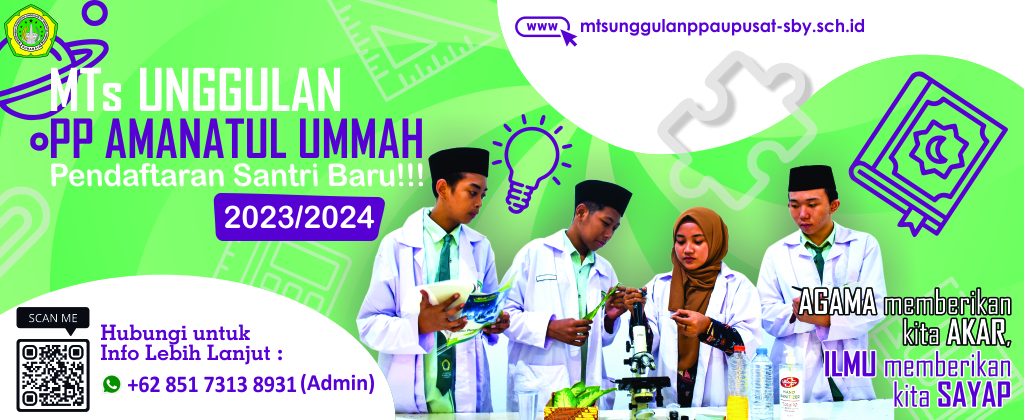 www
mtsunggulanppaupusat-sby.sch.id
MTs UNGGULAN
PP AMANATUL UMMAH
Pendaftaran Santri Baru!!!
2023/2024
SCAN ME
Hubungi untuk
Info Lebih Lanjut :
+62 851 7313 8931 (Admin)
AGAMA memberikan
kita AKAR,
ILMU memberikan
kita SAYAP